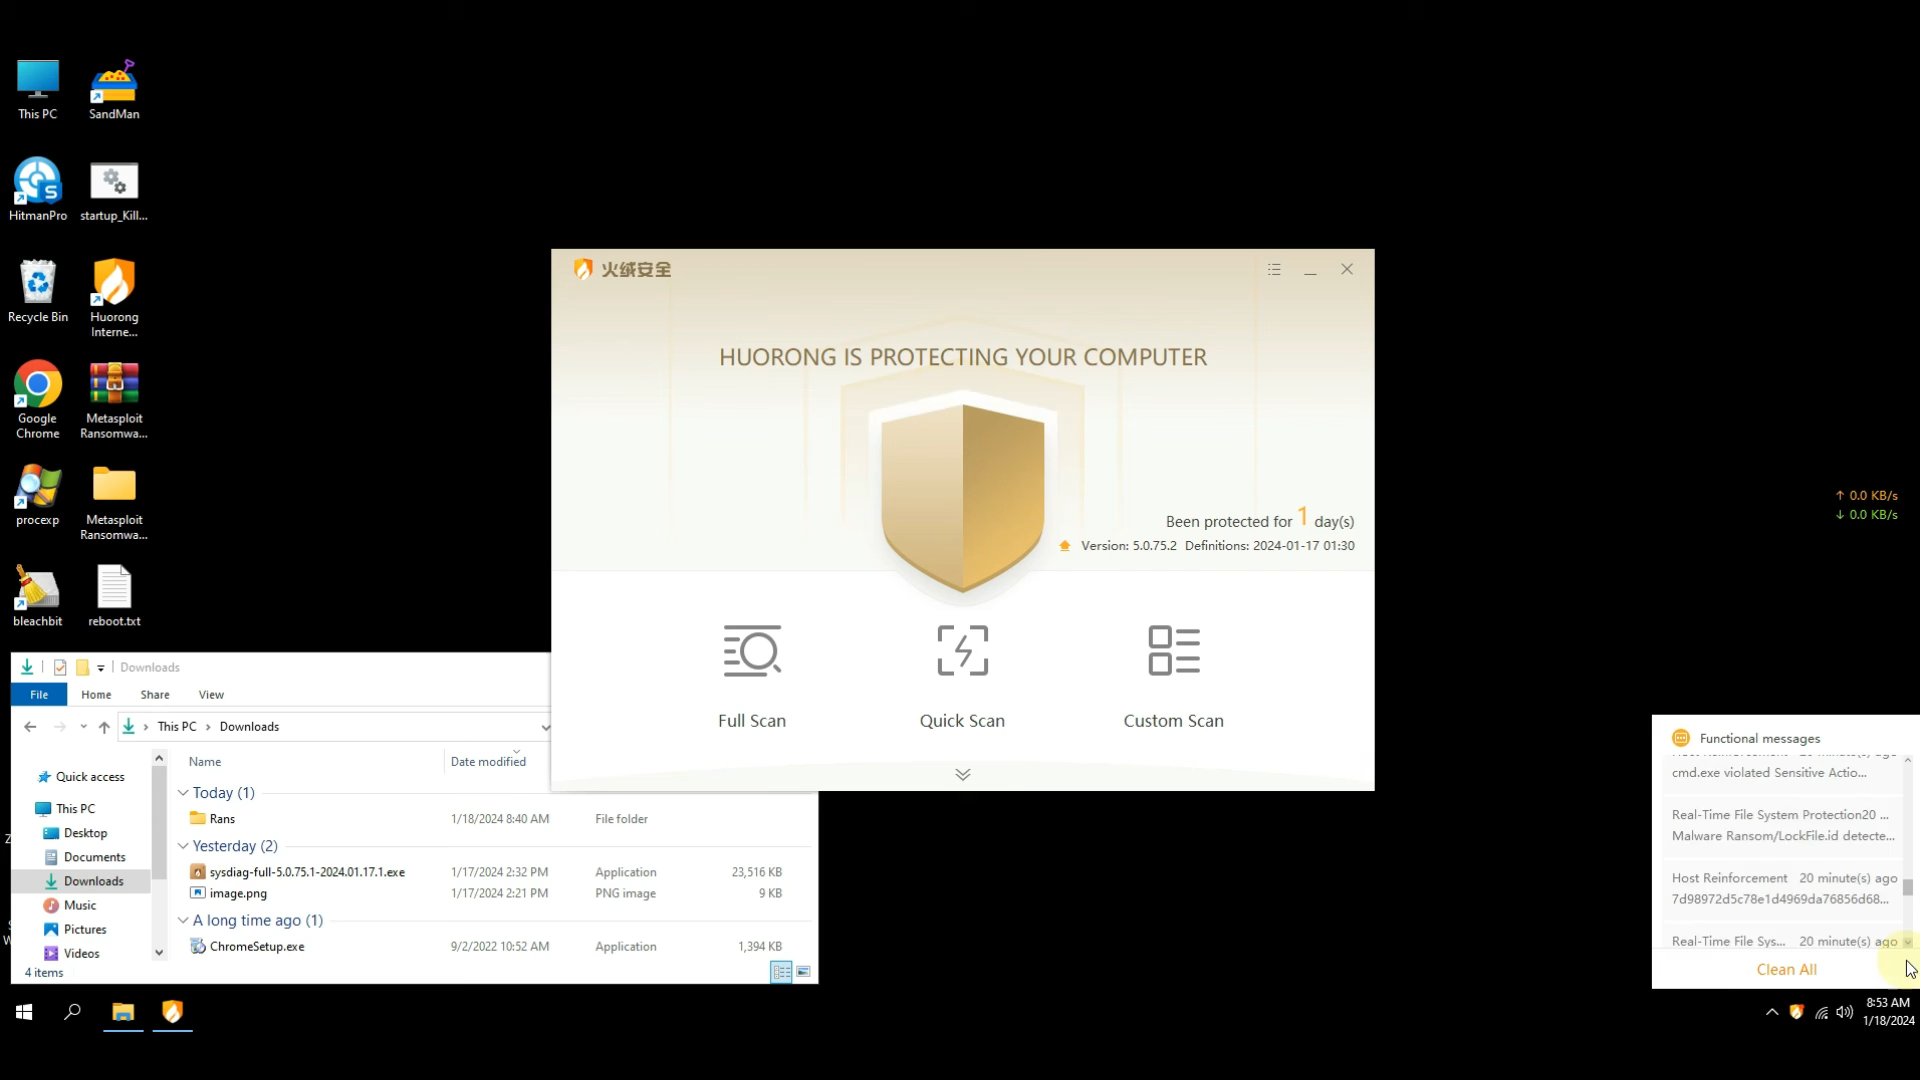 This PC
SandMan
HitmanPro
startup_Kill...
Recycle Bin
Huorong
Interne...
Google
Chrome
Metasploit
Ransomwa...
procexp
Metasploit
Ransomwa...
bleachbit
reboot.txt
火绒安全
HUORONG IS PROTECTING YOUR COMPUTER
Been protected for 1 day(s)
Version: 5.0.75.2 Definitions: 2024-01-17 01:30
Full Scan
Quick Scan
Custom Scan
↑ 0.0 KB/s
↓ 0.0 KB/s
Downloads
File Home Share View
This PC > Downloads
Quick access
This PC
Desktop
Documents
Downloads
Music
Pictures
Videos
Name Date modified
Today (1)
Rans 1/18/2024 8:40 AM File folder
Yesterday (2)
sysdiag-full-5.0.75.1-2024.01.17.1.exe 1/17/2024 2:32 PM Application 23,516 KB
image.png 1/17/2024 2:21 PM PNG image 9 KB
A long time ago (1)
ChromeSetup.exe 9/2/2022 10:52 AM Application 1,394 KB
4 items
Functional messages
cmd.exe violated Sensitive Actio...
Real-Time File System Protection20 ...
Malware Ransom/LockFile.id detecte...
Host Reinforcement 20 minute(s) ago
7d98972d5c78e1d4969da76856d68...
Real-Time File Sys... 20 minute(s) ago
Clean All
8:53 AM
1/18/2024